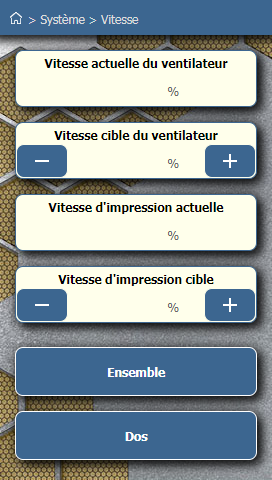 > Système > Vitesse
Vitesse actuelle du ventilateur
%
Vitesse cible du ventilateur
− % +
Vitesse d'impression actuelle
%
Vitesse d'impression cible
− % +
Ensemble
Dos